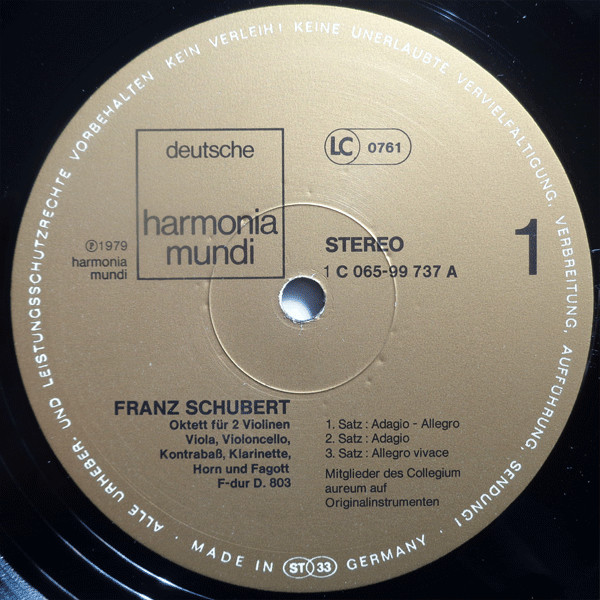 ALLE URHEBER- UND LEISTUNGSSCHUTZRECHTE VORBEHALTEN KEIN VERLEIH! KEINE UNERLAUBTE VERVIELFÄLTIGUNG, VERBREITUNG, AUFFÜHRUNG, SENDUNG!
deutsche
harmonia
mundi
LC 0761
℗1979
harmonia
mundi
STEREO
1 C 065-99 737 A
1
FRANZ SCHUBERT
Oktett für 2 Violinen
Viola, Violoncello,
Kontrabaß, Klarinette,
Horn und Fagott
F-dur D. 803
1. Satz : Adagio - Allegro
2. Satz : Adagio
3. Satz : Allegro vivace
Mitglieder des Collegium
aureum auf
Originalinstrumenten
· MADE IN ST 33 GERMANY ·